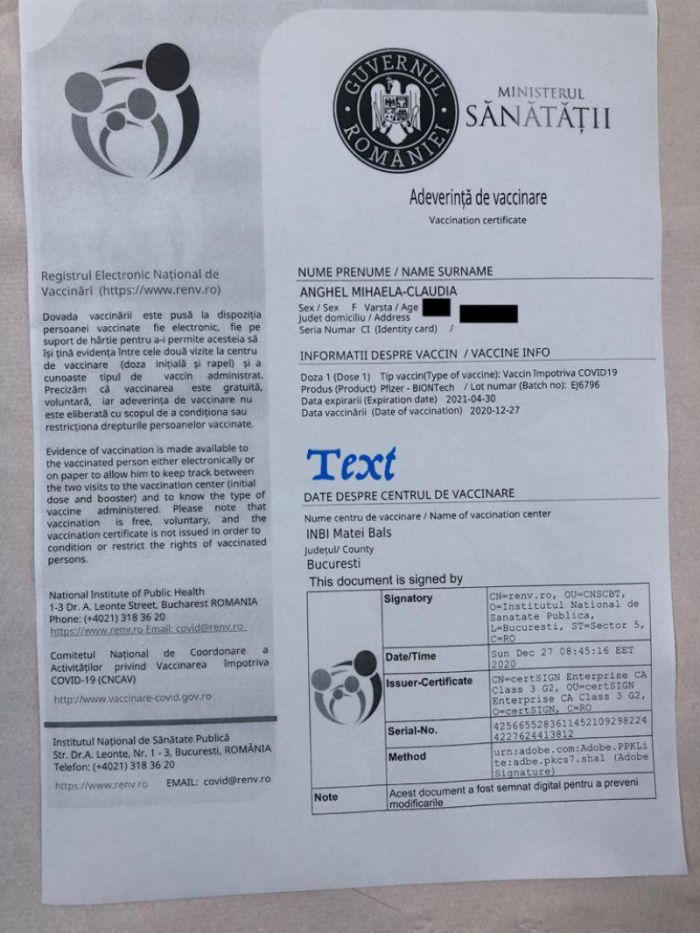 GUVERNUL ROMÂNIEI
MINISTERUL
SĂNĂTĂȚII
Adeverință de vaccinare
Vaccination certificate
Registrul Electronic Național de
Vaccinări (https://www.renv.ro)
Dovada vaccinării este pusă la dispoziția
persoanei vaccinate fie electronic, fie pe
suport de hârtie pentru a-i permite acesteia să
își țină evidența între cele două vizite la centru
de vaccinare (doza inițială și rapel) și a
cunoaste tipul de vaccin administrat.
Precizăm că vaccinarea este gratuită,
voluntară, iar adeverința de vaccinare nu
este eliberată cu scopul de a condiționa sau
restricționa drepturile persoanelor vaccinate.
Evidence of vaccination is made available to
the vaccinated person either electronically or
on paper to allow him to keep track between
the two visits to the vaccination center (initial
dose and booster) and to know the type of
vaccine administered. Please note that
vaccination is free, voluntary, and the
vaccination certificate is not issued in order to
condition or restrict the rights of vaccinated
persons.
National Institute of Public Health
1-3 Dr. A. Leonte Street, Bucharest ROMANIA
Phone: (+4021) 318 36 20
https://www.renv.ro Email: covid@renv.ro
Comitetul Național de Coordonare a
Activităților privind Vaccinarea Împotriva
COVID-19 (CNCAV)
http://www.vaccinare-covid.gov.ro
Institutul Național de Sănătate Publică
Str. Dr.A. Leonte, Nr. 1 - 3, Bucuresti, ROMÂNIA
Telefon: (+4021) 318 36 20
https://www.renv.ro EMAIL: covid@renv.ro
NUME PRENUME / NAME SURNAME
ANGHEL MIHAELA-CLAUDIA
Sex / Sex F Varsta / Age
Judet domiciliu / Address
Seria Numar CI (Identity card) /
INFORMATII DESPRE VACCIN / VACCINE INFO
Doza 1 (Dose 1) Tip vaccin(Type of vaccine): Vaccin Împotriva COVID19
Produs (Product) Pfizer - BIONTech / Lot numar (Batch no): EJ6796
Data expirarii (Expiration date) 2021-04-30
Data vaccinării (Date of vaccination) 2020-12-27
Text
DATE DESPRE CENTRUL DE VACCINARE
Nume centru de vaccinare / Name of vaccination center
INBI Matei Bals
Județul/ County
Bucuresti
This document is signed by
Signatory CN=renv.ro, OU=CNSCBT,
O=Institutul National de
Sanatate Publica,
L=Bucuresti, ST=Sector 5,
C=RO
Date/Time Sun Dec 27 08:45:16 EET
2020
Issuer-Certificate CN=certSIGN Enterprise CA
Class 3 G2, OU=certSIGN
Enterprise CA Class 3 G2,
O=certSIGN, C=RO
Serial-No. 4256655283611452109298224
4227624413812
Method urn:adobe.com:Adobe.PPKLi
te:adbe.pkcs7.sha1 (Adobe
Signature)
Note Acest document a fost semnat digital pentru a preveni
modificarile